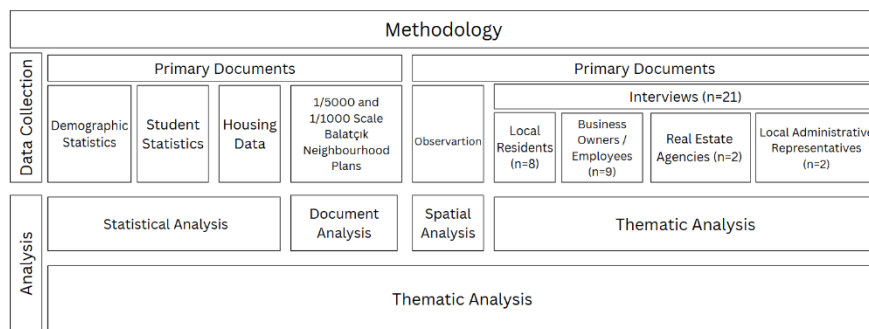 Methodology
Data Collection
Primary Documents
Primary Documents
Demographic
Statistics
Student
Statistics
Housing
Data
1/5000 and
1/1000 Scale
Balatçık
Neighbourhood
Plans
Observartion
Interviews (n=21)
Local
Residents
(n=8)
Business
Owners /
Employees
(n=9)
Real Estate
Agencies (n=2)
Local Administrative
Representatives
(n=2)
Analysis
Statistical Analysis
Document
Analysis
Spatial
Analysis
Thematic Analysis
Thematic Analysis